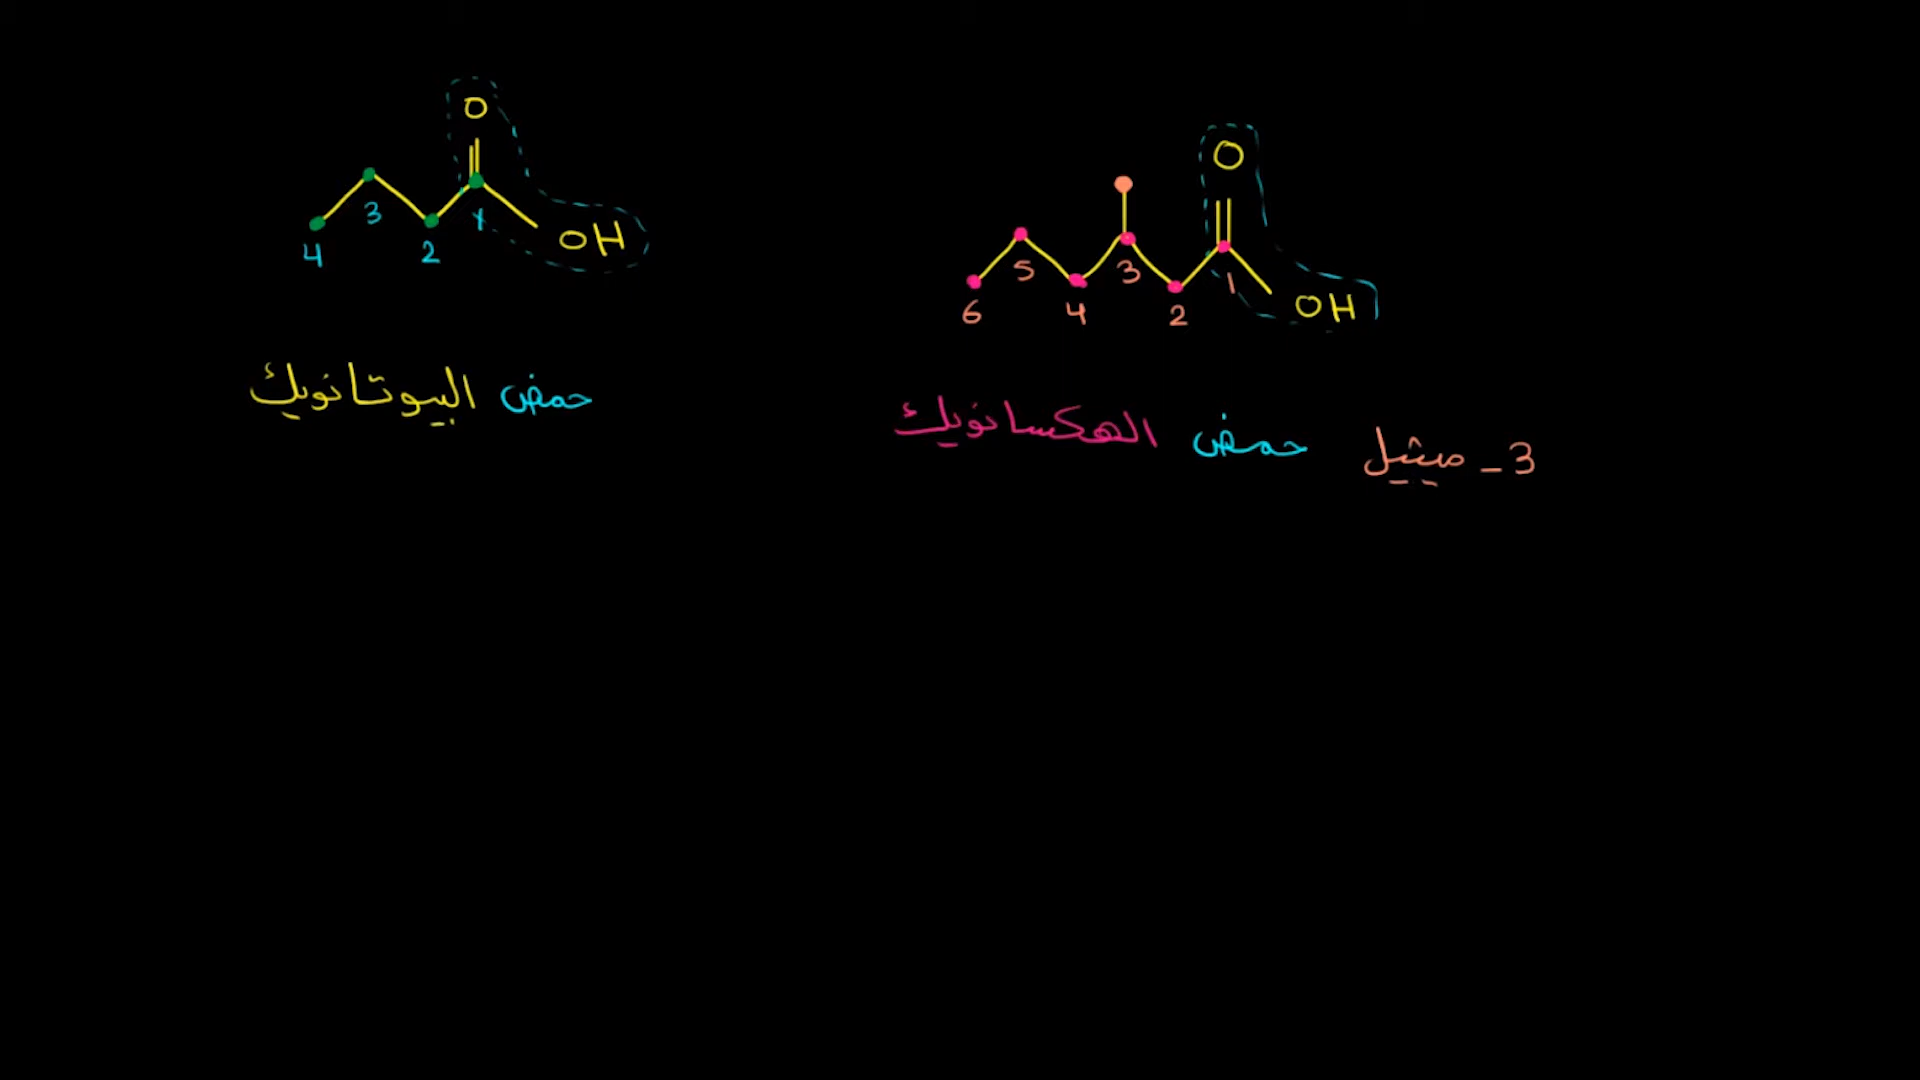 O
OH
4 3 2 1
حمض البيوتانويك
O
OH
6 5 4 3 2 1
3 - ميثيل حمض الهكسانويك